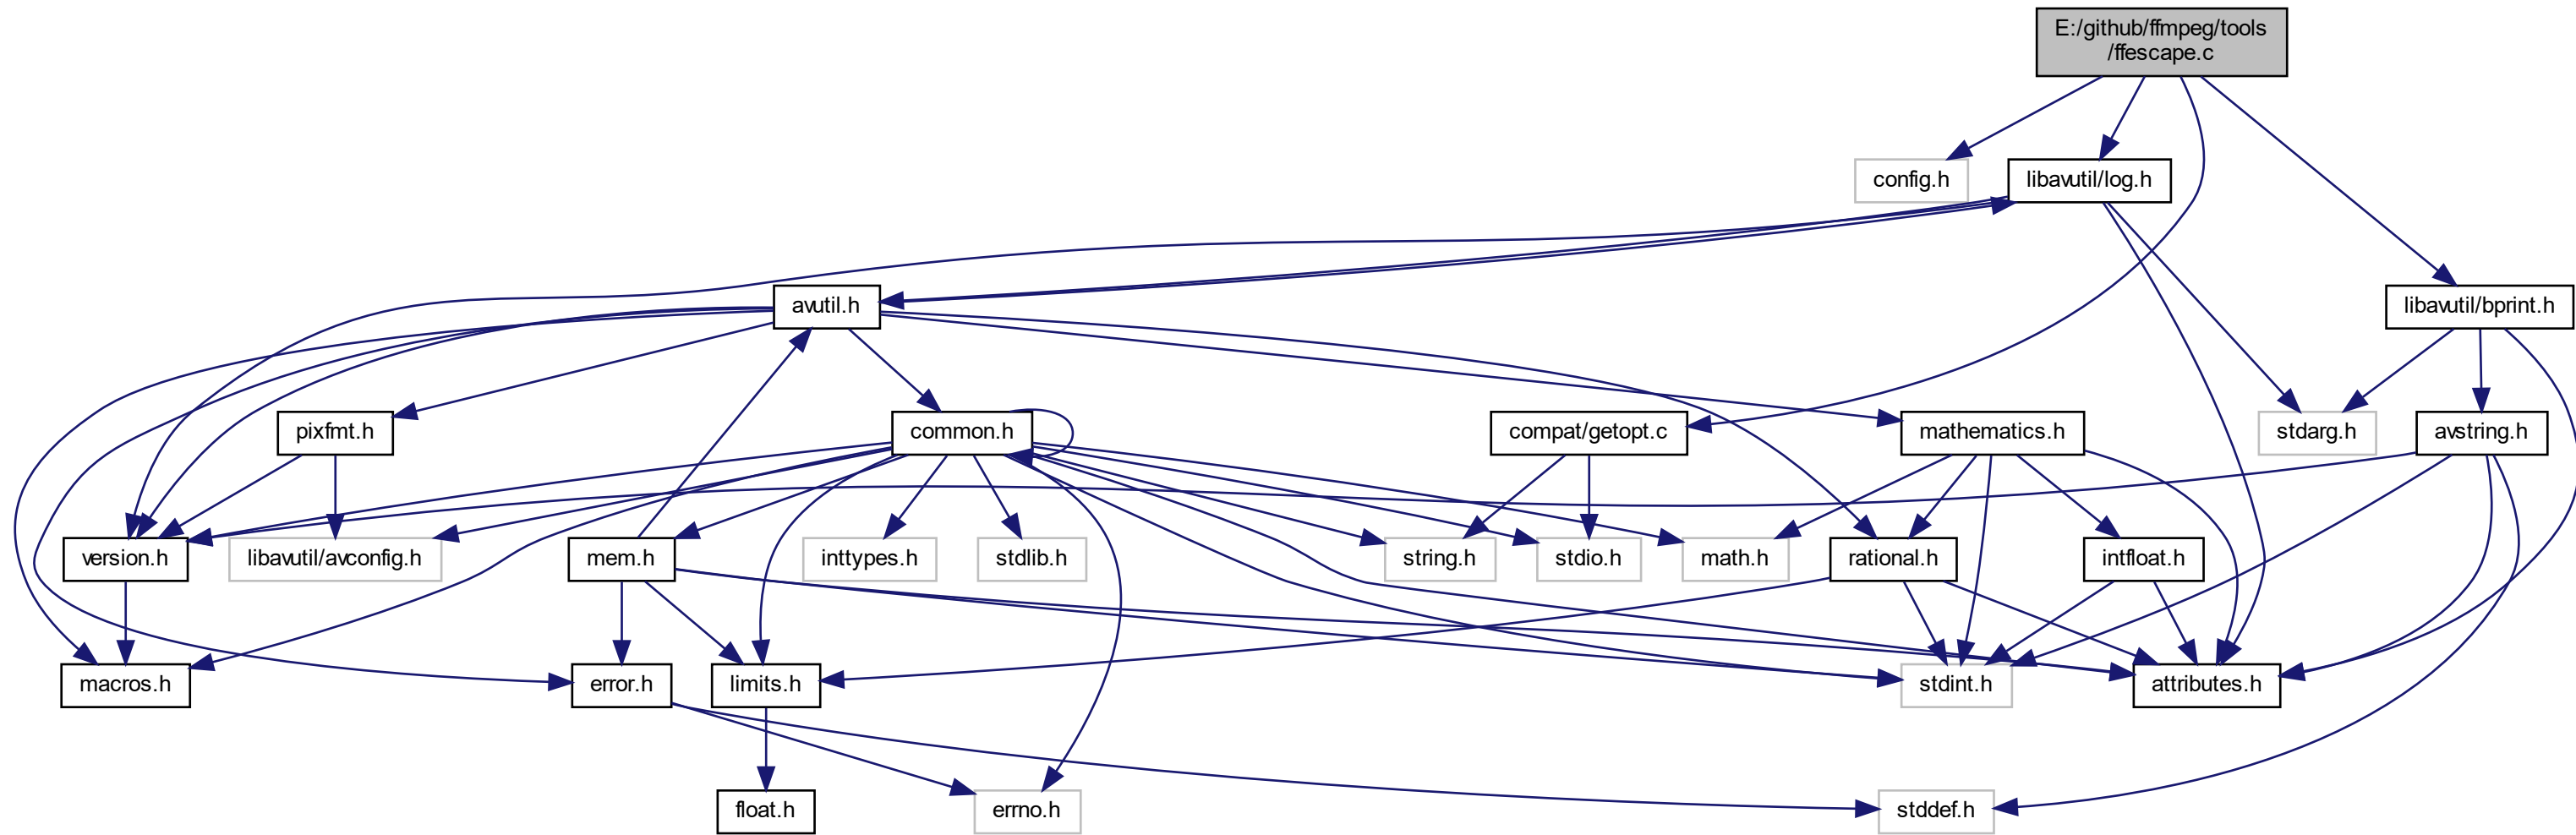 E:/github/ffmpeg/tools
/ffescape.c
config.h
libavutil/log.h
avutil.h
libavutil/bprint.h
pixfmt.h
common.h
compat/getopt.c
mathematics.h
stdarg.h
avstring.h
version.h
libavutil/avconfig.h
mem.h
inttypes.h
stdlib.h
string.h
stdio.h
math.h
rational.h
intfloat.h
macros.h
error.h
limits.h
stdint.h
attributes.h
float.h
errno.h
stddef.h